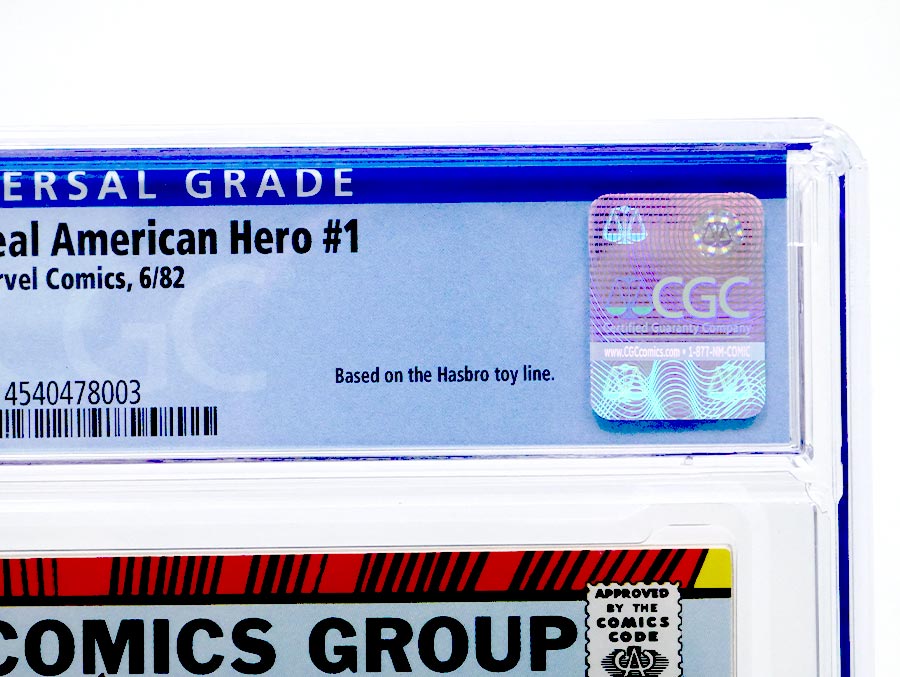 ERSAL GRADE
eal American Hero #1
rvel Comics, 6/82
CGC
CGC
Certified Guaranty Company
www.CGCcomics.com • 1-877-NM-COMIC
Based on the Hasbro toy line.
4540478003
COMICS GROUP
APPROVED
BY THE
COMICS
CODE